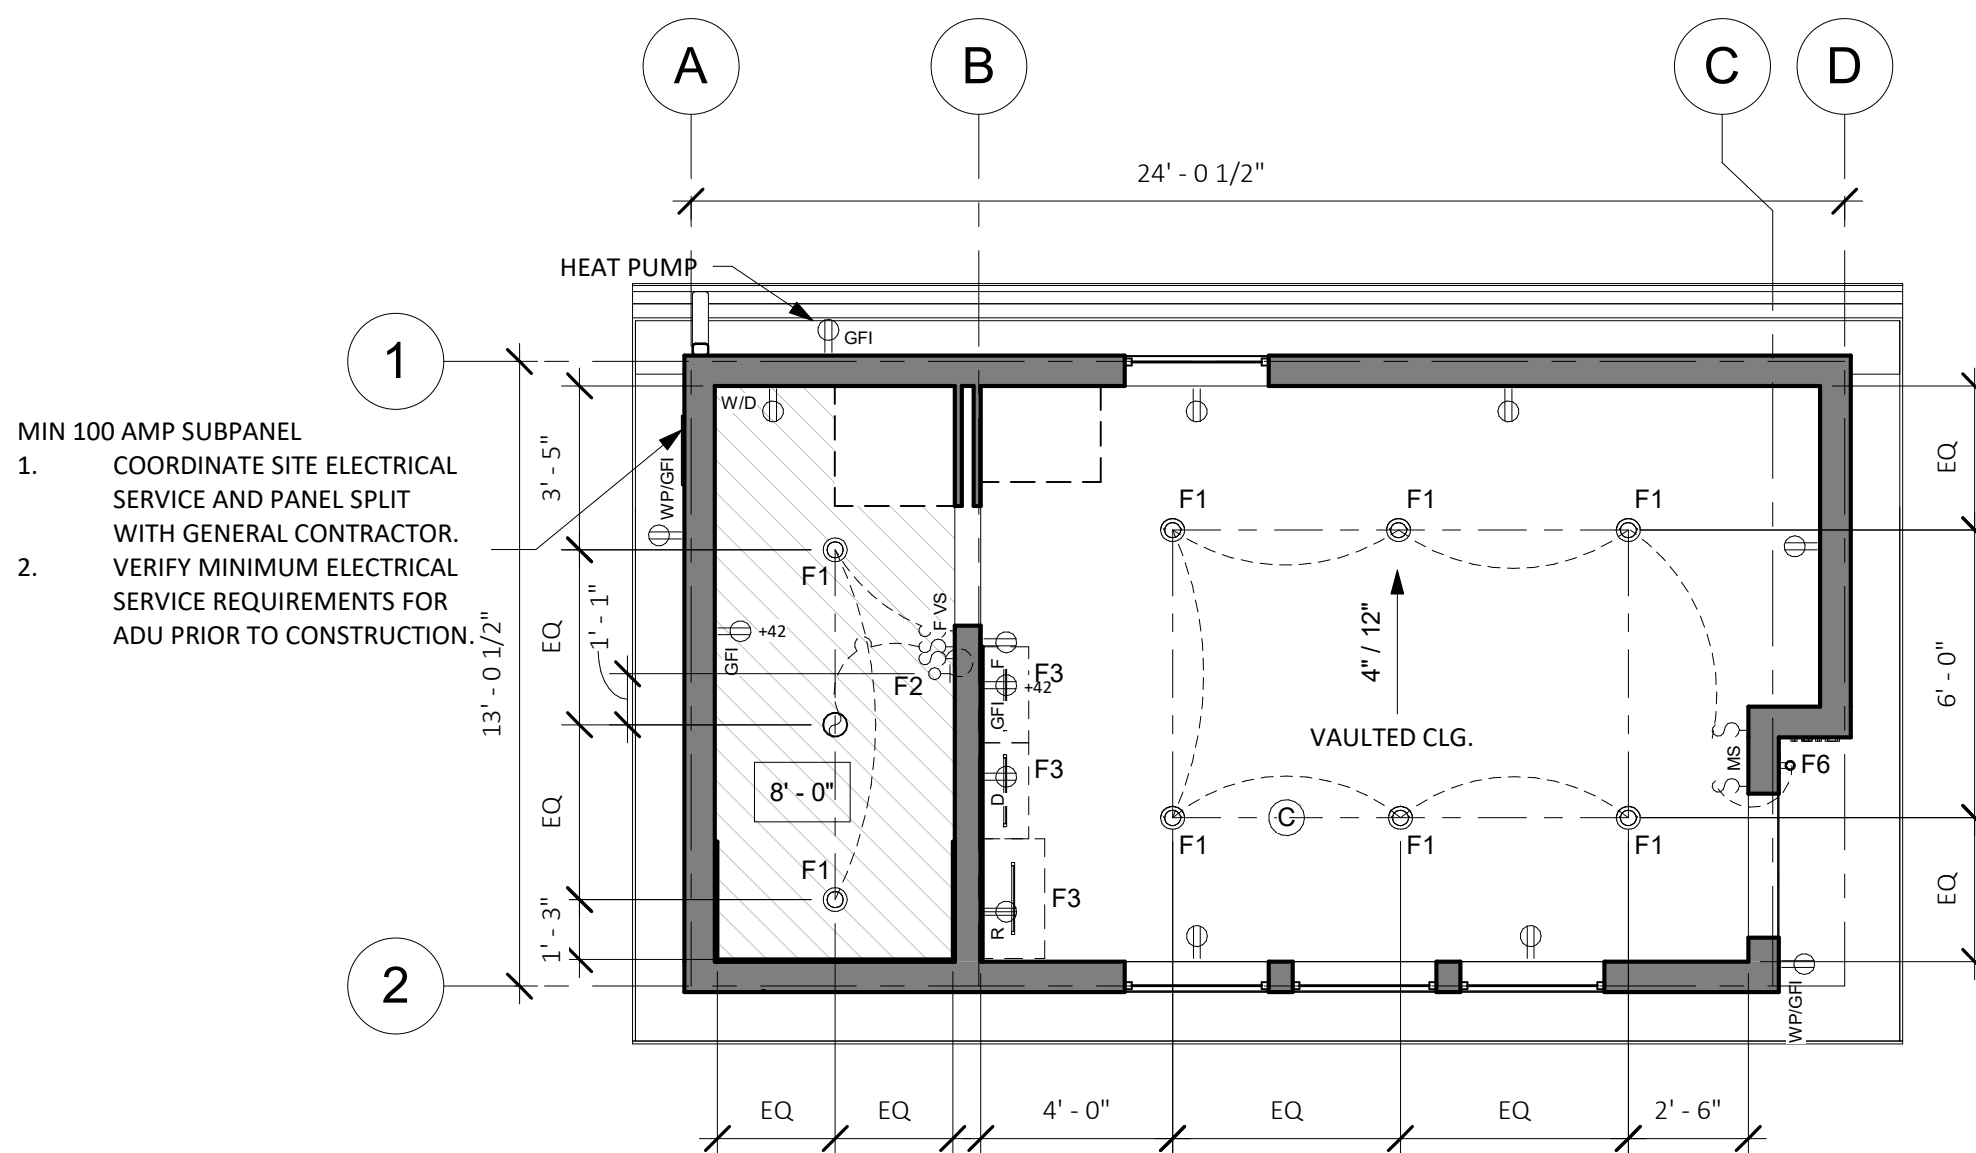 A B C D
24' - 0 1/2"
HEAT PUMP
GFI
1
W/D
MIN 100 AMP SUBPANEL
1. COORDINATE SITE ELECTRICAL
SERVICE AND PANEL SPLIT
WITH GENERAL CONTRACTOR.
2. VERIFY MINIMUM ELECTRICAL
SERVICE REQUIREMENTS FOR
ADU PRIOR TO CONSTRUCTION.
3' - 5"
WP/GFI
EQ
F1 F1 F1
F1
1' - 1"
EQ
13' - 0 1/2"
VS
F
+42
GFI
F2
F
F3
+42
GFI
4" / 12"
6' - 0"
VAULTED CLG.
MS
F6
F3
D
8' - 0"
EQ
C
F1 F1 F1
F1
F3
R
EQ
1' - 3"
2
WP/GFI
EQ EQ 4' - 0" EQ EQ 2' - 6"